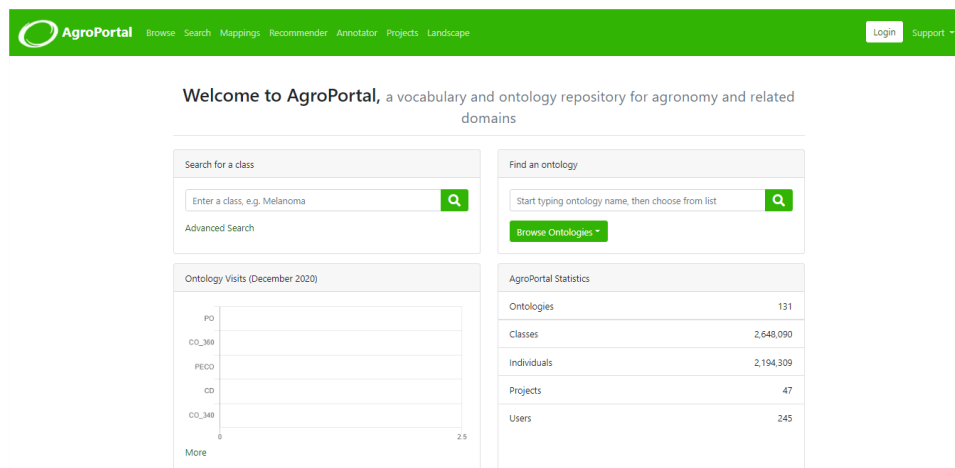 AgroPortal Browse Search Mappings Recommender Annotator Projects Landscape Login Support
Welcome to AgroPortal, a vocabulary and ontology repository for agronomy and related
domains
Search for a class
Enter a class, e.g. Melanoma
Advanced Search
Find an ontology
Start typing ontology name, then choose from list
Browse Ontologies
Ontology Visits (December 2020)
PO
CO_360
PECO
CD
CO_340
0 2.5
More
AgroPortal Statistics
Ontologies 131
Classes 2,648,090
Individuals 2,194,309
Projects 47
Users 245